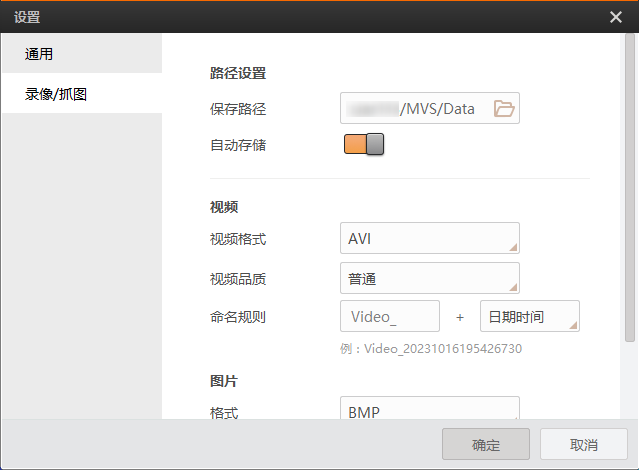 设置
通用
录像/抓图
路径设置
保存路径 /MVS/Data
自动存储
视频
视频格式 AVI
视频品质 普通
命名规则 Video_ + 日期时间
例：Video_20231016195426730
图片
格式 BMP
确定 取消